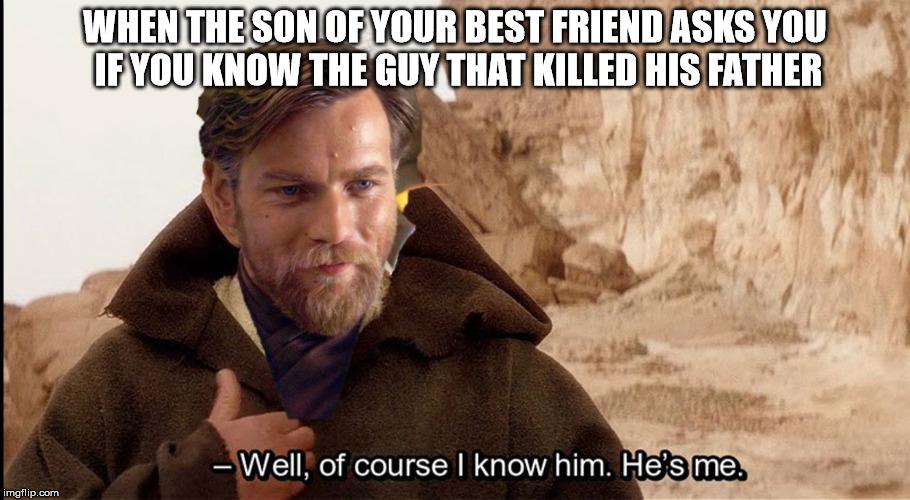 WHEN THE SON OF YOUR BEST FRIEND ASKS YOU
IF YOU KNOW THE GUY THAT KILLED HIS FATHER
– Well, of course I know him. He's me.
imgflip.com